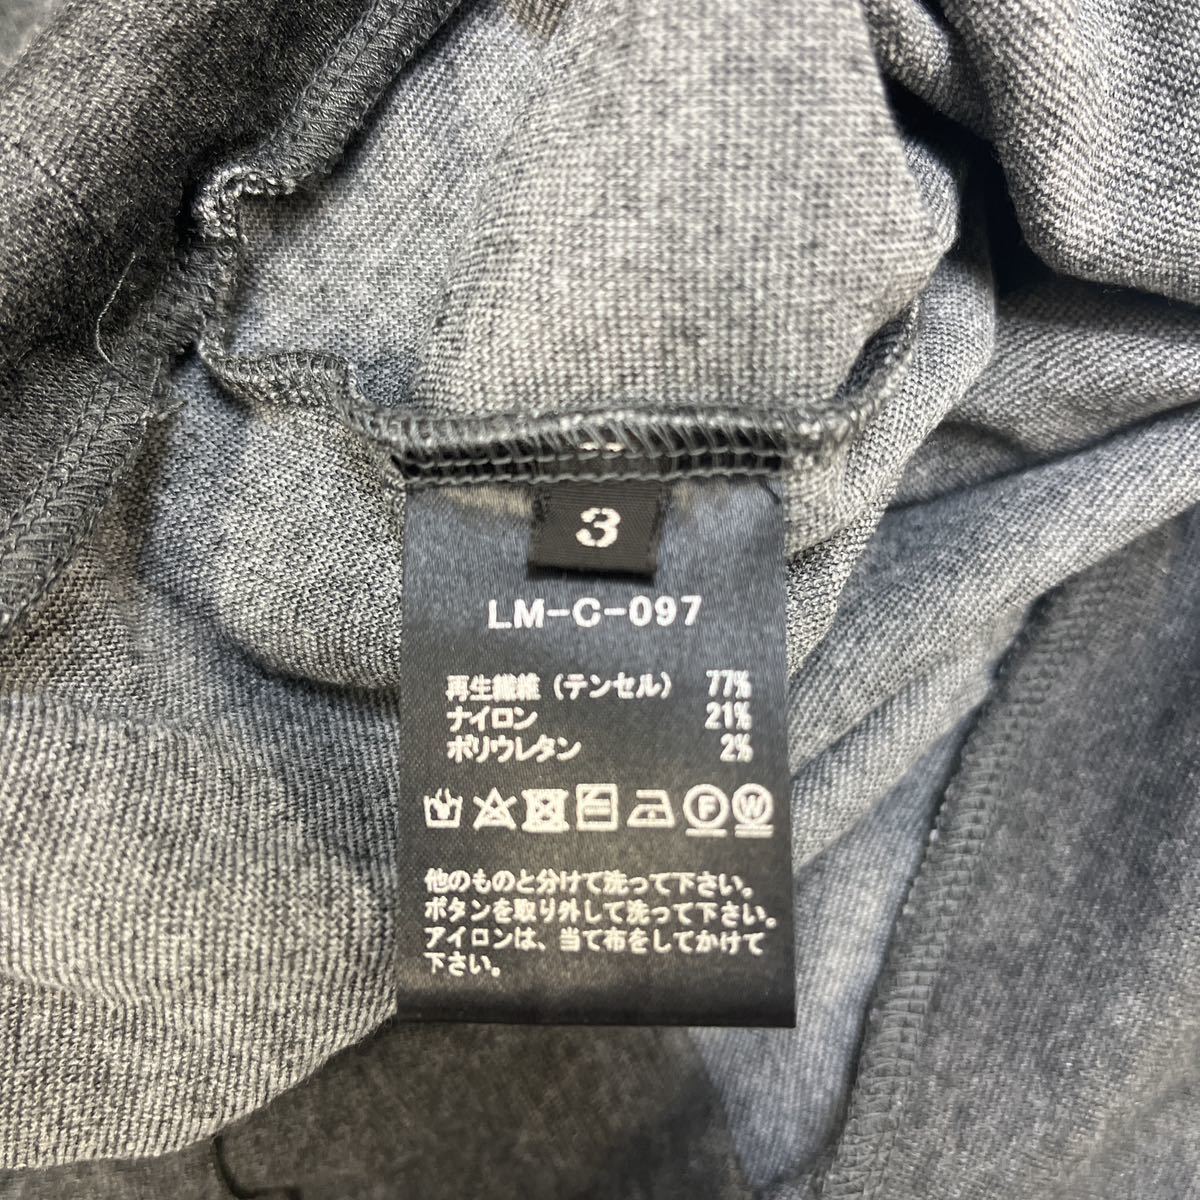 3
LM-C-097
再生繊維(テンセル) 77%
ナイロン 21%
ポリウレタン 2%
F W
他のものと分けて洗って下さい。
ボタンを取り外して洗って下さい。
アイロンは、当て布をしてかけて
下さい。